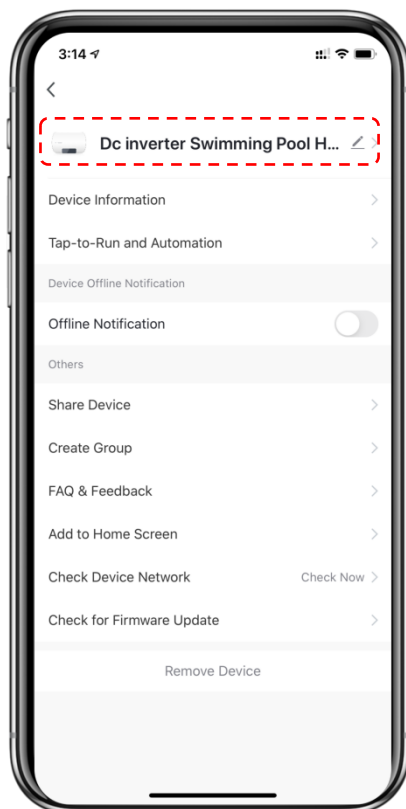 3:14
Dc inverter Swimming Pool H...
Device Information
Tap-to-Run and Automation
Device Offline Notification
Offline Notification
Others
Share Device
Create Group
FAQ & Feedback
Add to Home Screen
Check Device Network Check Now
Check for Firmware Update
Remove Device